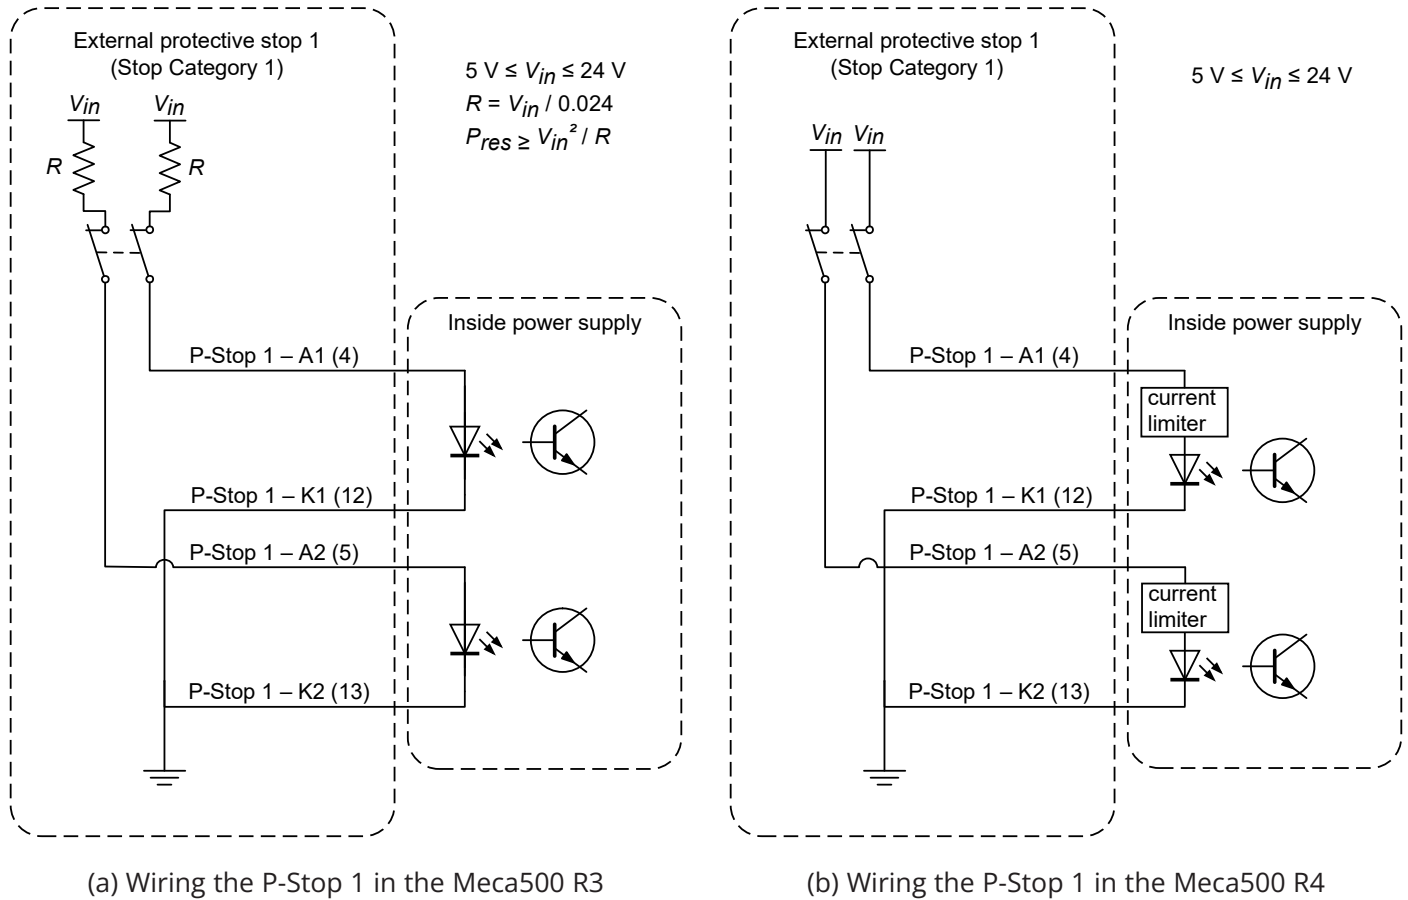 External protective stop 1
(Stop Category 1)
5 V ≤ Vin ≤ 24 V
R = Vin / 0.024
Pres ≥ Vin² / R
Vin
Vin
R
R
Inside power supply
P-Stop 1 – A1 (4)
P-Stop 1 – K1 (12)
P-Stop 1 – A2 (5)
P-Stop 1 – K2 (13)
(a) Wiring the P-Stop 1 in the Meca500 R3
External protective stop 1
(Stop Category 1)
5 V ≤ Vin ≤ 24 V
Vin
Vin
Inside power supply
P-Stop 1 – A1 (4)
current
limiter
P-Stop 1 – K1 (12)
P-Stop 1 – A2 (5)
current
limiter
P-Stop 1 – K2 (13)
(b) Wiring the P-Stop 1 in the Meca500 R4